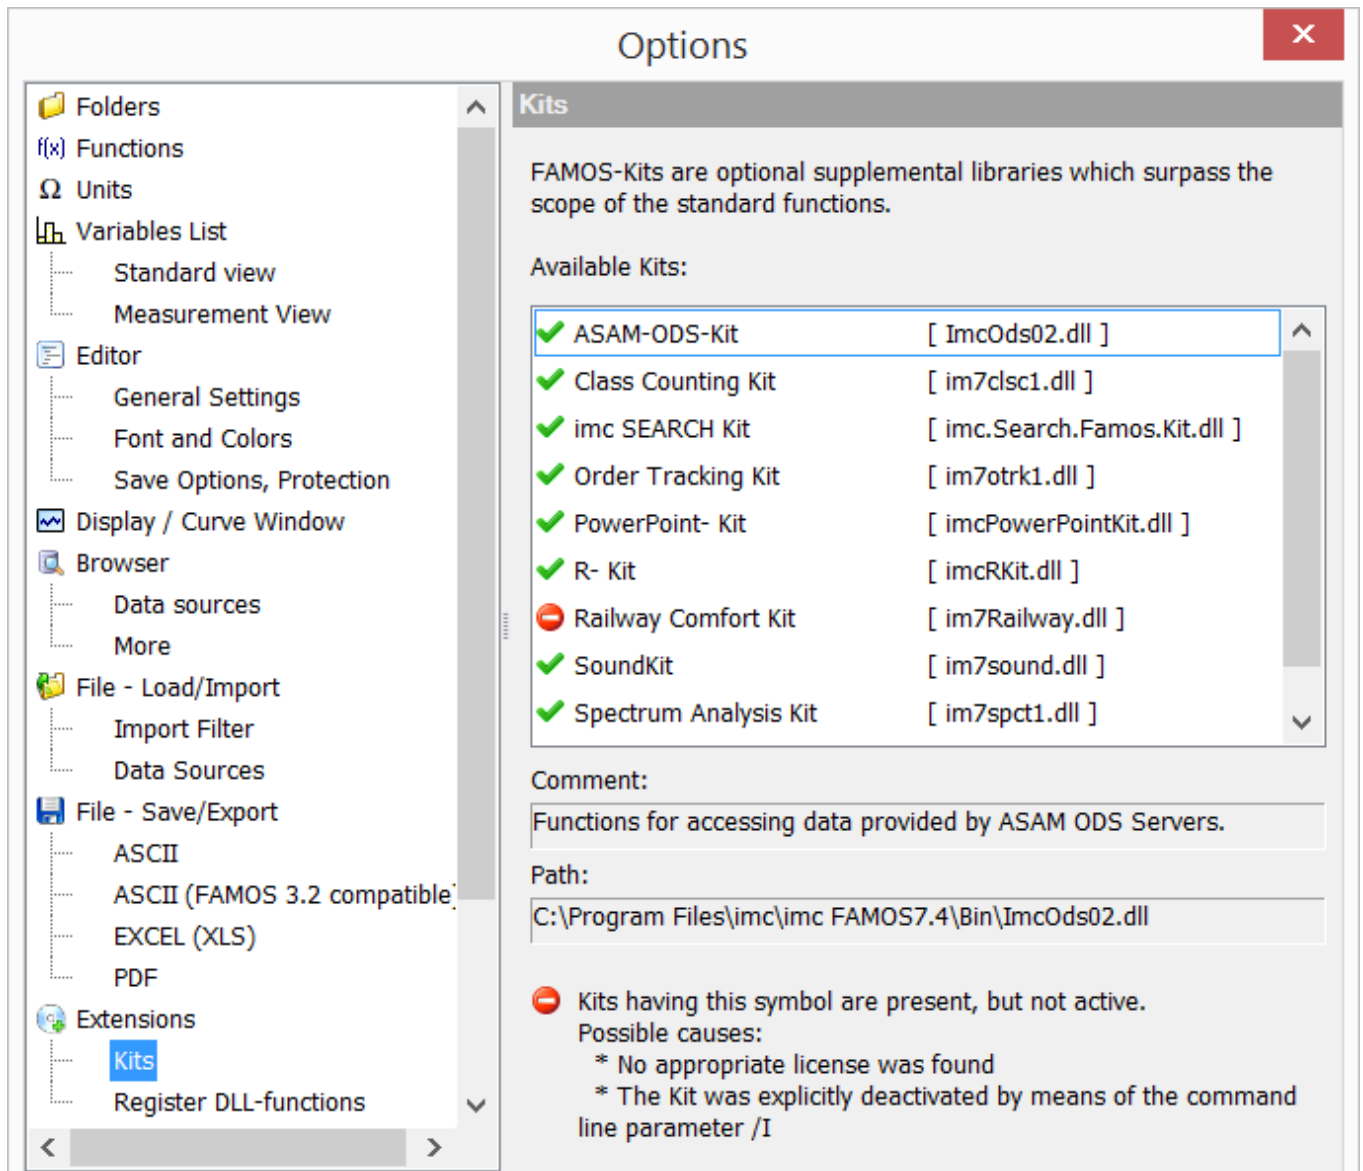 Options
Folders
f(x) Functions
Ω Units
Variables List
Standard view
Measurement View
Editor
General Settings
Font and Colors
Save Options, Protection
Display / Curve Window
Browser
Data sources
More
File - Load/Import
Import Filter
Data Sources
File - Save/Export
ASCII
ASCII (FAMOS 3.2 compatible)
EXCEL (XLS)
PDF
Extensions
Kits
Register DLL-functions
Kits
FAMOS-Kits are optional supplemental libraries which surpass the
scope of the standard functions.
Available Kits:
ASAM-ODS-Kit [ ImcOds02.dll ]
Class Counting Kit [ im7clsc1.dll ]
imc SEARCH Kit [ imc.Search.Famos.Kit.dll ]
Order Tracking Kit [ im7otrk1.dll ]
PowerPoint- Kit [ imcPowerPointKit.dll ]
R- Kit [ imcRKit.dll ]
Railway Comfort Kit [ im7Railway.dll ]
SoundKit [ im7sound.dll ]
Spectrum Analysis Kit [ im7spct1.dll ]
Comment:
Functions for accessing data provided by ASAM ODS Servers.
Path:
C:\Program Files\imc\imc FAMOS7.4\Bin\ImcOds02.dll
Kits having this symbol are present, but not active.
Possible causes:
* No appropriate license was found
* The Kit was explicitly deactivated by means of the command
line parameter /I